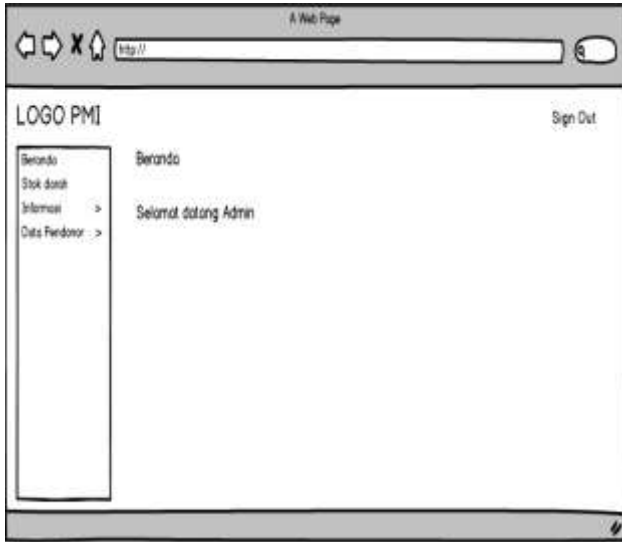 A Web Page
http://
LOGO PMI
Sign Out
Beranda
Stok darah
Informasi >
Data Pendonor >
Beranda
Selamat datang Admin